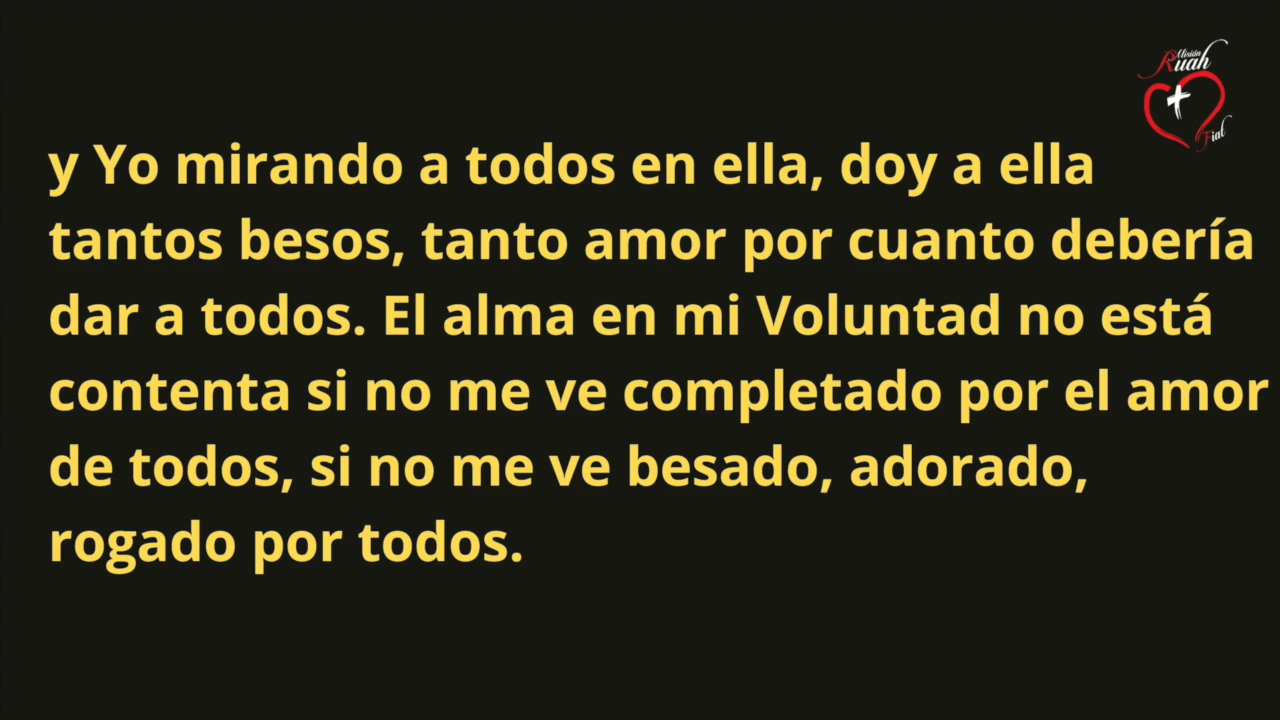 Misión
Ruah
Fial
y Yo mirando a todos en ella, doy a ella
tantos besos, tanto amor por cuanto debería
dar a todos. El alma en mi Voluntad no está
contenta si no me ve completado por el amor
de todos, si no me ve besado, adorado,
rogado por todos.